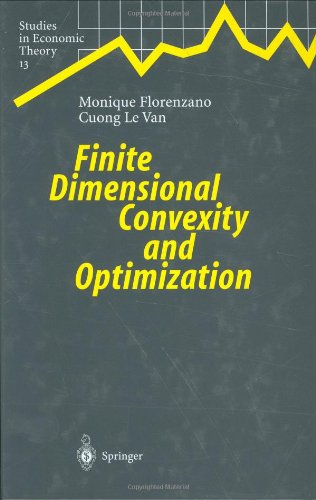 Studies
in Economic
Theory
13
Monique Florenzano
Cuong Le Van
Finite
Dimensional
Convexity
and
Optimization
Springer